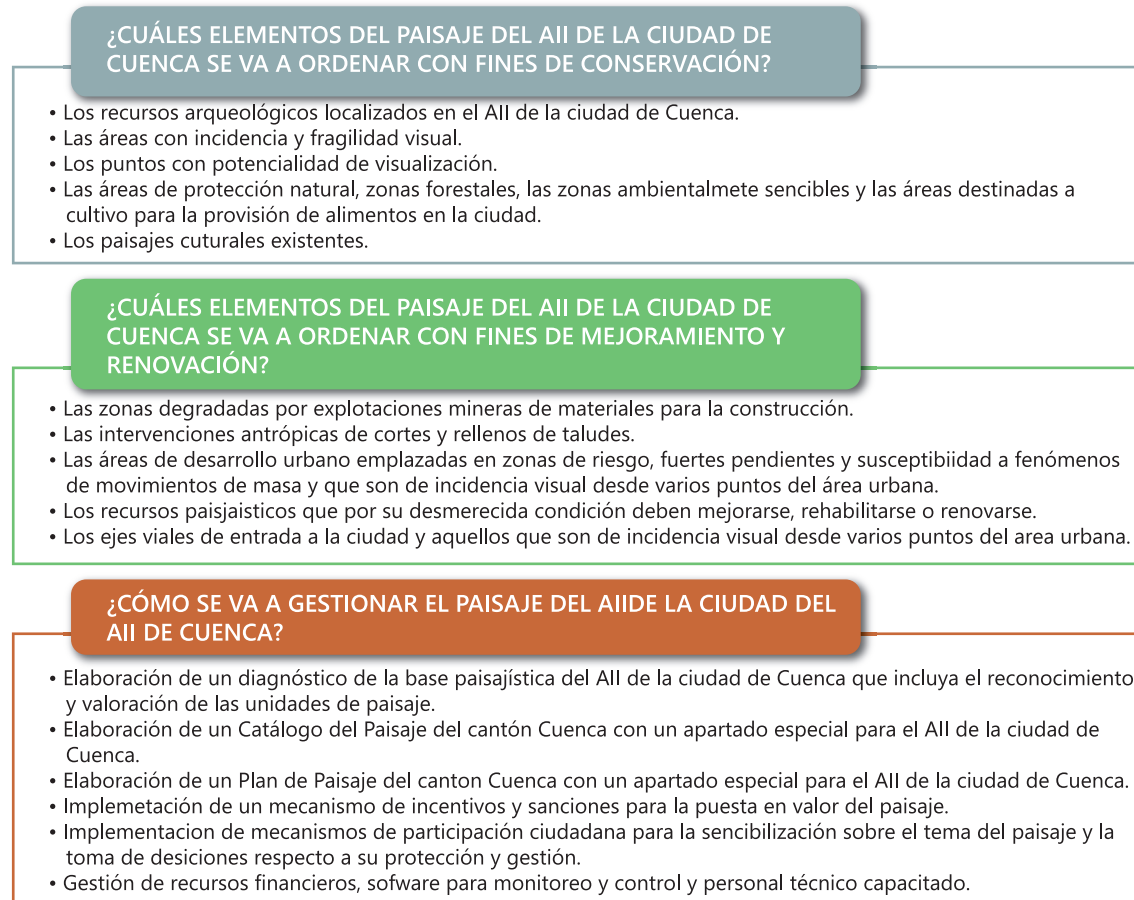 ¿CUÁLES ELEMENTOS DEL PAISAJE DEL AII DE LA CIUDAD DE
CUENCA SE VA A ORDENAR CON FINES DE CONSERVACIÓN?
• Los recursos arqueológicos localizados en el AII de la ciudad de Cuenca.
• Las áreas con incidencia y fragilidad visual.
• Los puntos con potencialidad de visualización.
• Las áreas de protección natural, zonas forestales, las zonas ambientalmete sencibles y las áreas destinadas a
cultivo para la provisión de alimentos en la ciudad.
• Los paisajes cuturales existentes.
¿CUÁLES ELEMENTOS DEL PAISAJE DEL AII DE LA CIUDAD DE
CUENCA SE VA A ORDENAR CON FINES DE MEJORAMIENTO Y
RENOVACIÓN?
• Las zonas degradadas por explotaciones mineras de materiales para la construcción.
• Las intervenciones antrópicas de cortes y rellenos de taludes.
• Las áreas de desarrollo urbano emplazadas en zonas de riesgo, fuertes pendientes y susceptibiidad a fenómenos
de movimientos de masa y que son de incidencia visual desde varios puntos del área urbana.
• Los recursos paisjaisticos que por su desmerecida condición deben mejorarse, rehabilitarse o renovarse.
• Los ejes viales de entrada a la ciudad y aquellos que son de incidencia visual desde varios puntos del area urbana.
¿CÓMO SE VA A GESTIONAR EL PAISAJE DEL AIIDE LA CIUDAD DEL
AII DE CUENCA?
• Elaboración de un diagnóstico de la base paisajística del AII de la ciudad de Cuenca que incluya el reconocimiento
y valoración de las unidades de paisaje.
• Elaboración de un Catálogo del Paisaje del cantón Cuenca con un apartado especial para el AII de la ciudad de
Cuenca.
• Elaboración de un Plan de Paisaje del canton Cuenca con un apartado especial para el AII de la ciudad de Cuenca.
• Implemetación de un mecanismo de incentivos y sanciones para la puesta en valor del paisaje.
• Implementacion de mecanismos de participación ciudadana para la sencibilización sobre el tema del paisaje y la
toma de desiciones respecto a su protección y gestión.
• Gestión de recursos financieros, sofware para monitoreo y control y personal técnico capacitado.